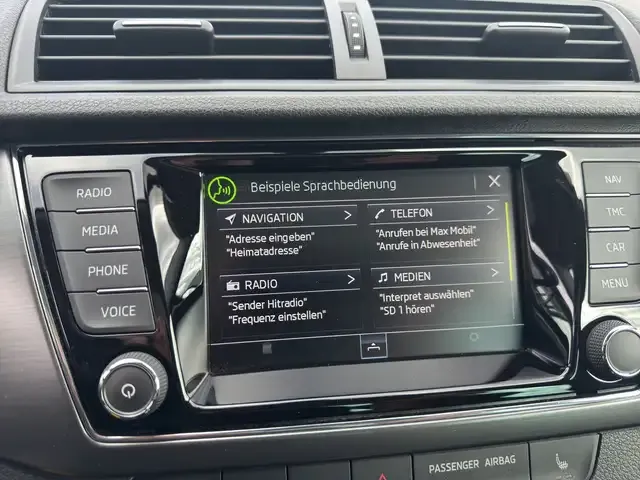 RADIO
MEDIA
PHONE
VOICE
Beispiele Sprachbedienung
NAVIGATION
"Adresse eingeben"
"Heimatadresse"
TELEFON
"Anrufen bei Max Mobil"
"Anrufe in Abwesenheit"
RADIO
"Sender Hitradio"
"Frequenz einstellen"
MEDIEN
"Interpret auswählen"
"SD 1 hören"
NAV
TMC
CAR
MENU
PASSENGER AIRBAG